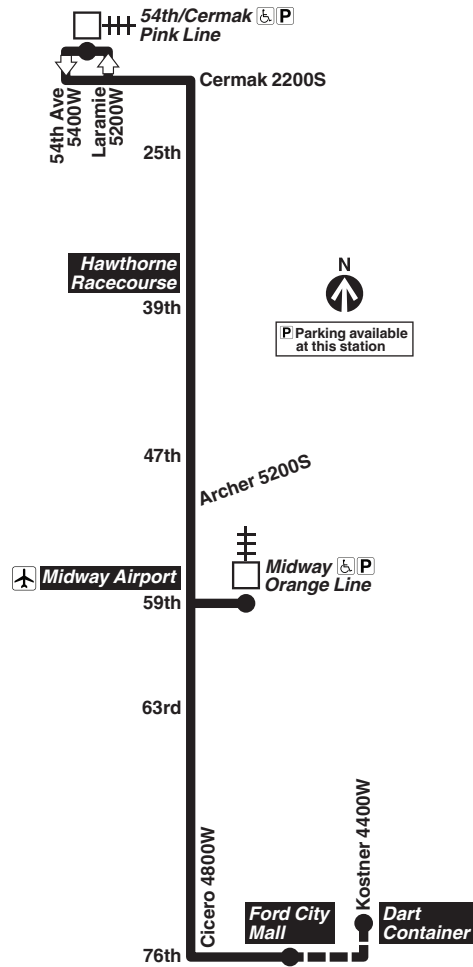 54th/Cermak P
Pink Line
Cermak 2200S
54th Ave
5400W
Laramie
5200W
25th
Hawthorne
Racecourse
39th
N
P Parking available
at this station
47th
Archer 5200S
Midway Airport
Midway P
Orange Line
59th
63rd
Cicero 4800W
Kostner 4400W
Ford City
Mall
Dart
Container
76th